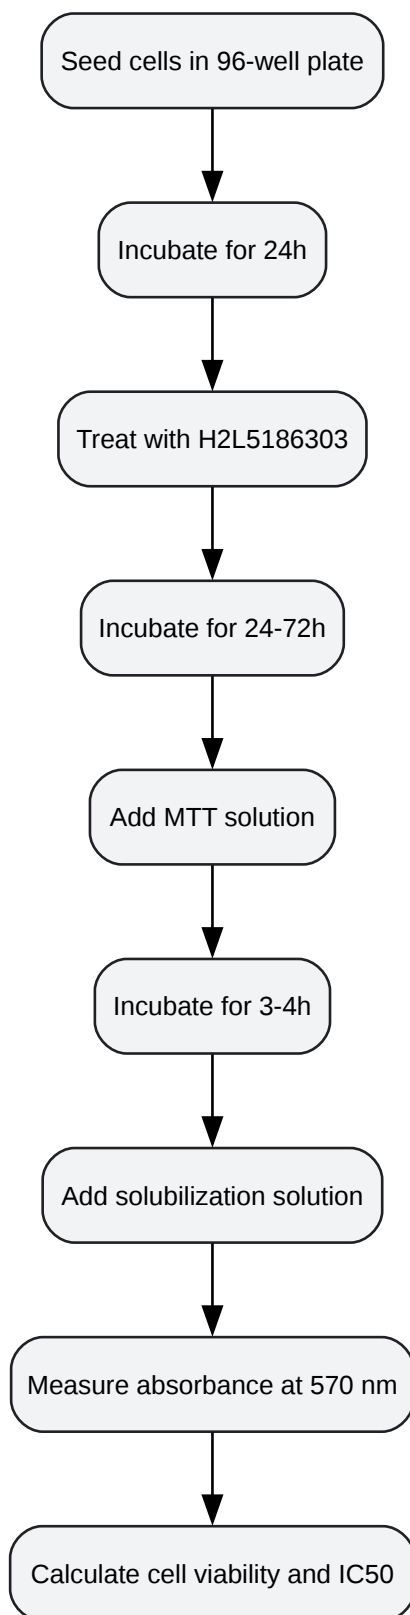 Seed cells in 96-well plate
Incubate for 24h
Treat with H2L5186303
Incubate for 24-72h
Add MTT solution
Incubate for 3-4h
Add solubilization solution
Measure absorbance at 570 nm
Calculate cell viability and IC50